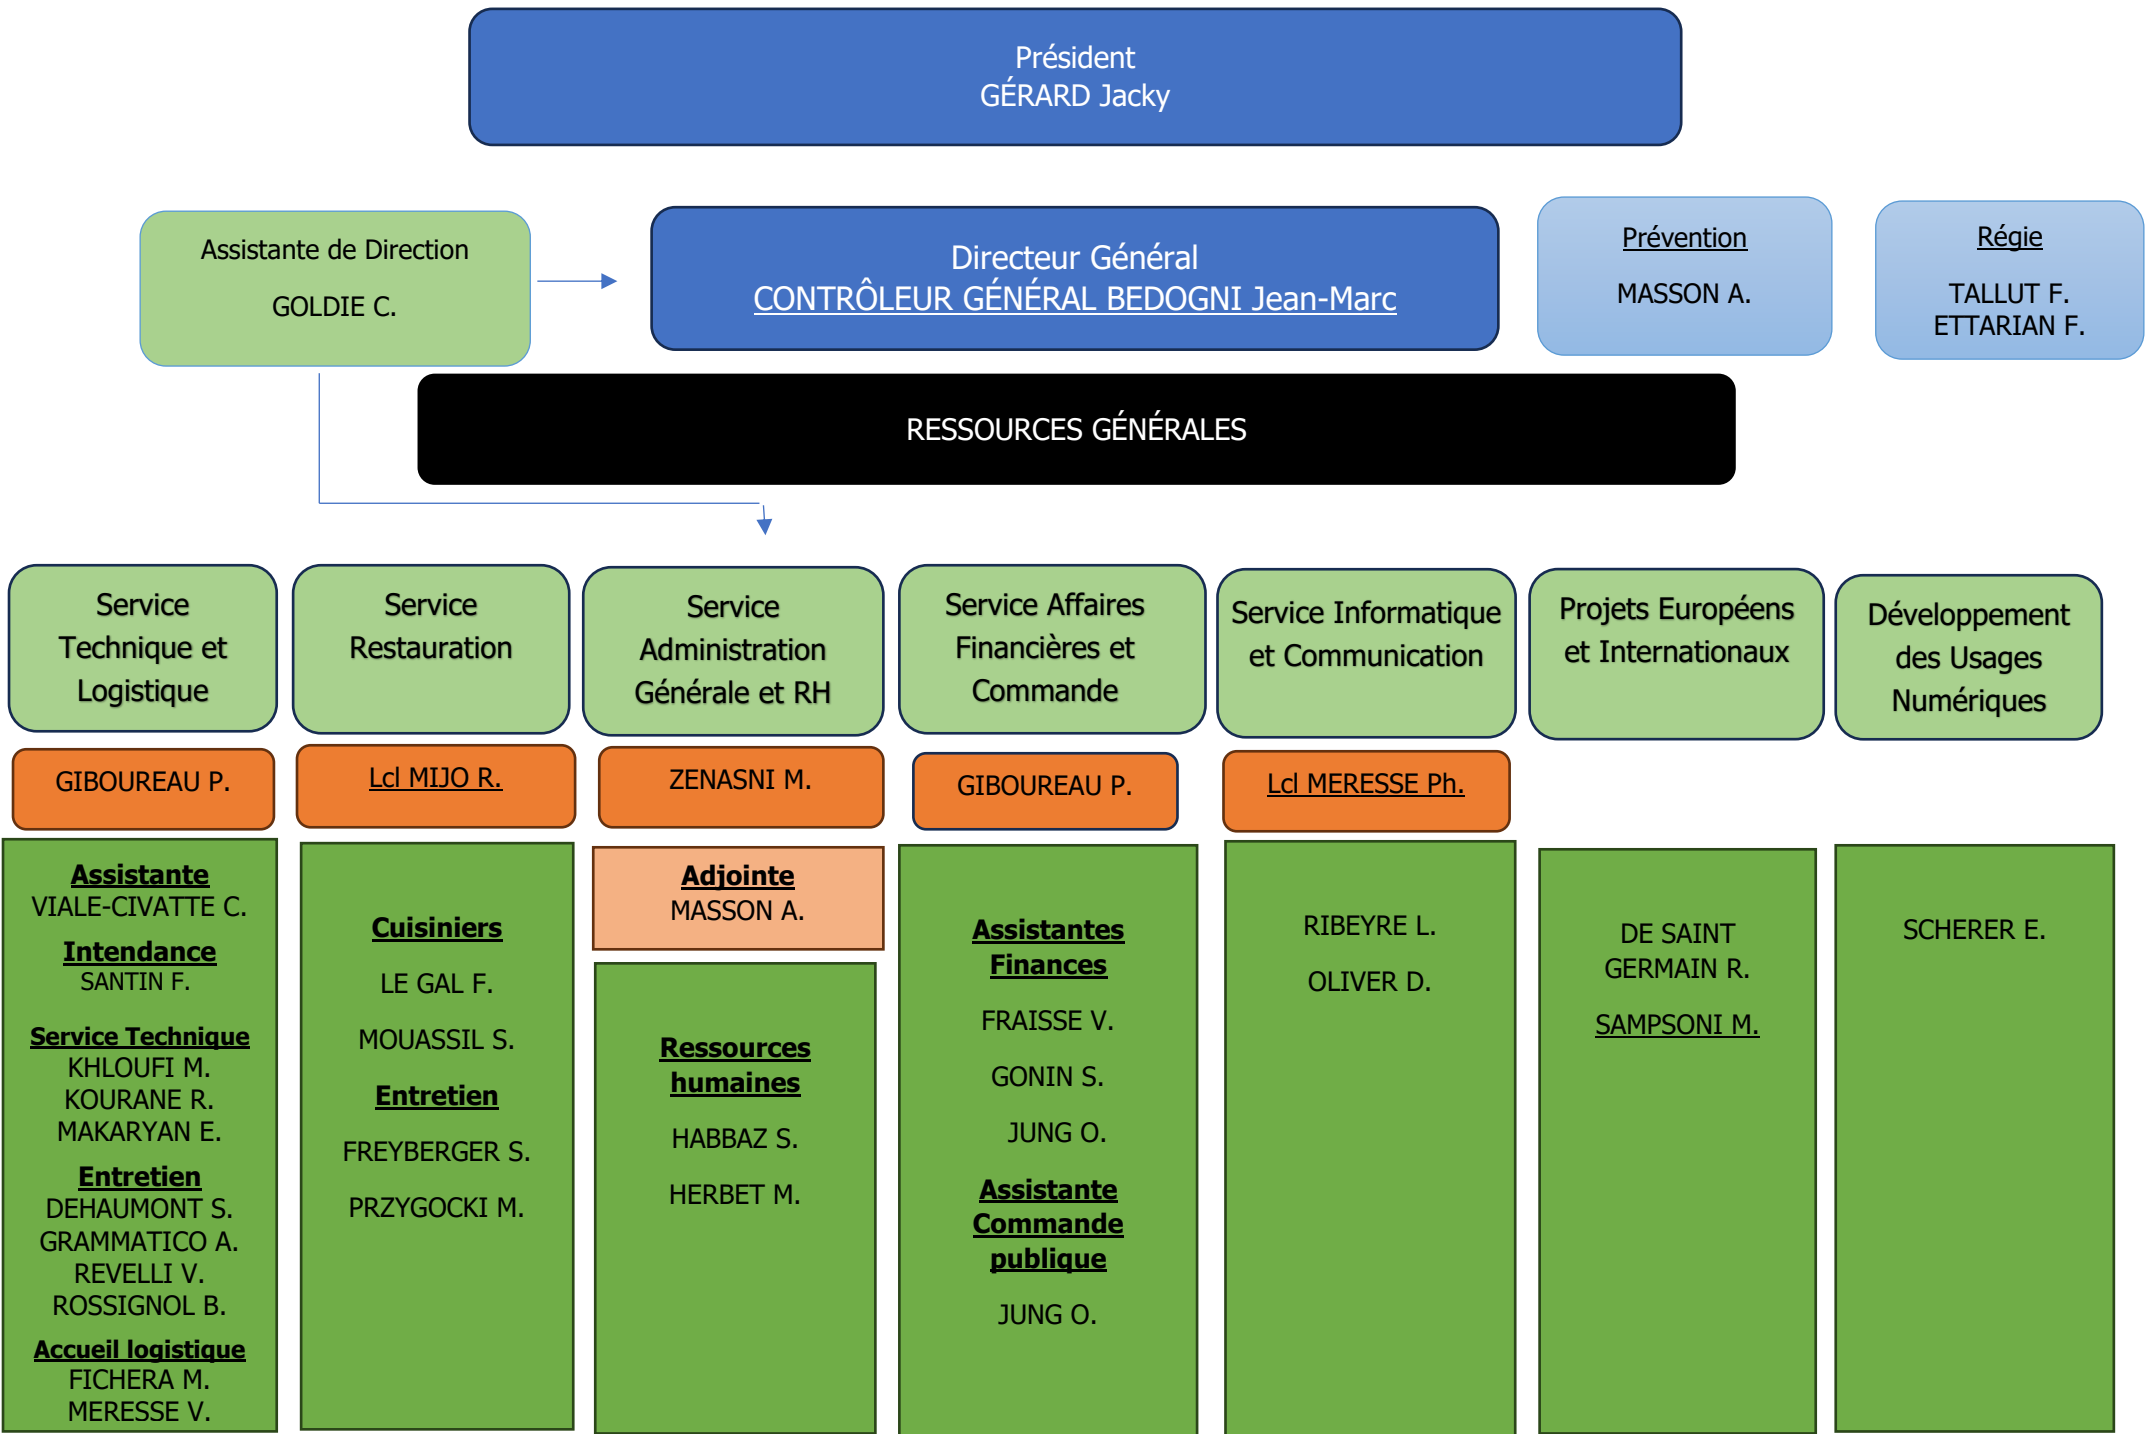 Président
GÉRARD Jacky
Assistante de Direction
GOLDIE C.
Directeur Général
CONTRÔLEUR GÉNÉRAL BEDOGNI Jean-Marc
Prévention
MASSON A.
Régie
TALLUT F.
ETTARIAN F.
RESSOURCES GÉNÉRALES
Service
Technique et
Logistique
Service
Restauration
Service
Administration
Générale et RH
Service Affaires
Financières et
Commande
Service Informatique
et Communication
Projets Européens
et Internationaux
Développement
des Usages
Numériques
GIBOUREAU P.
Lcl MIJO R.
ZENASNI M.
GIBOUREAU P.
Lcl MERESSE Ph.
Assistante
VIALE-CIVATTE C.
Intendance
SANTIN F.
Service Technique
KHLOUFI M.
KOURANE R.
MAKARYAN E.
Entretien
DEHAUMONT S.
GRAMMATICO A.
REVELLI V.
ROSSIGNOL B.
Accueil logistique
FICHERA M.
MERESSE V.
Cuisiniers
LE GAL F.
MOUASSIL S.
Entretien
FREYBERGER S.
PRZYGOCKI M.
Adjointe
MASSON A.
Ressources
humaines
HABBAZ S.
HERBET M.
Assistantes
Finances
FRAISSE V.
GONIN S.
JUNG O.
Assistante
Commande
publique
JUNG O.
RIBEYRE L.
OLIVER D.
DE SAINT
GERMAIN R.
SAMPSONI M.
SCHERER E.